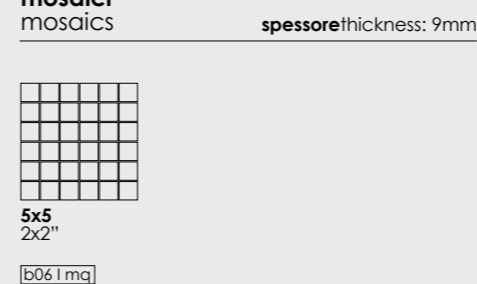 mosaici
mosaics
spessorethickness: 9mm
5x5
2x2”
b06 I mq